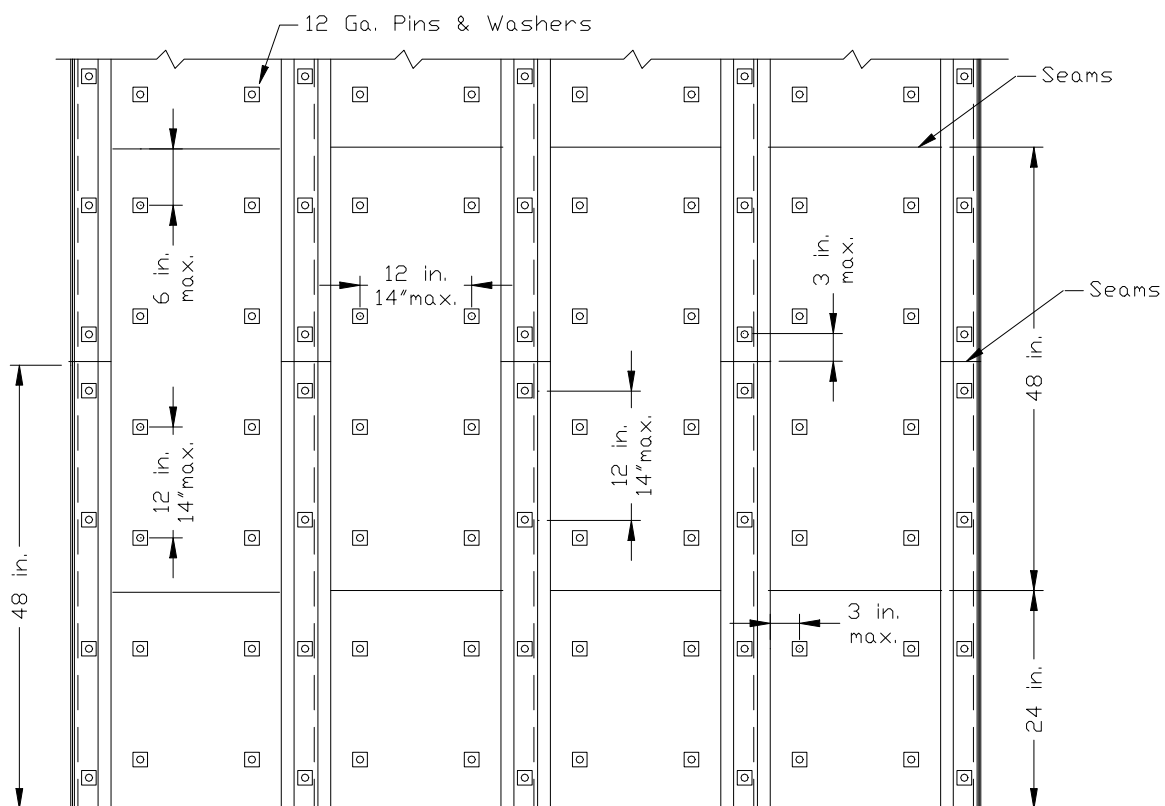 12 Ga. Pins & Washers
Seams
6 in.
max.
12 in.
14"max.
3 in.
max.
Seams
48 in.
12 in.
14"max.
12 in.
14"max.
48 in.
3 in.
max.
24 in.